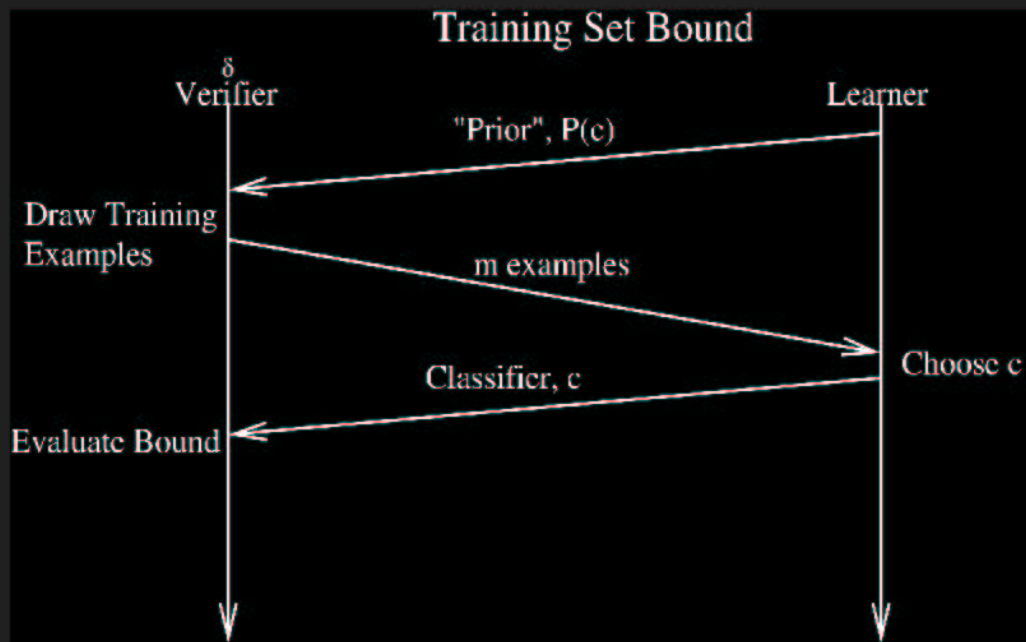 Training Set Bound
δ
Verifier
Learner
"Prior", P(c)
Draw Training
Examples
m examples
Choose c
Classifier, c
Evaluate Bound